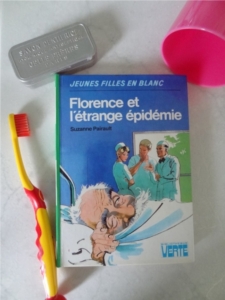 JEUNES FILLES EN BLANC
Florence et
l'étrange épidémie
Suzanne Pairault
VERTE